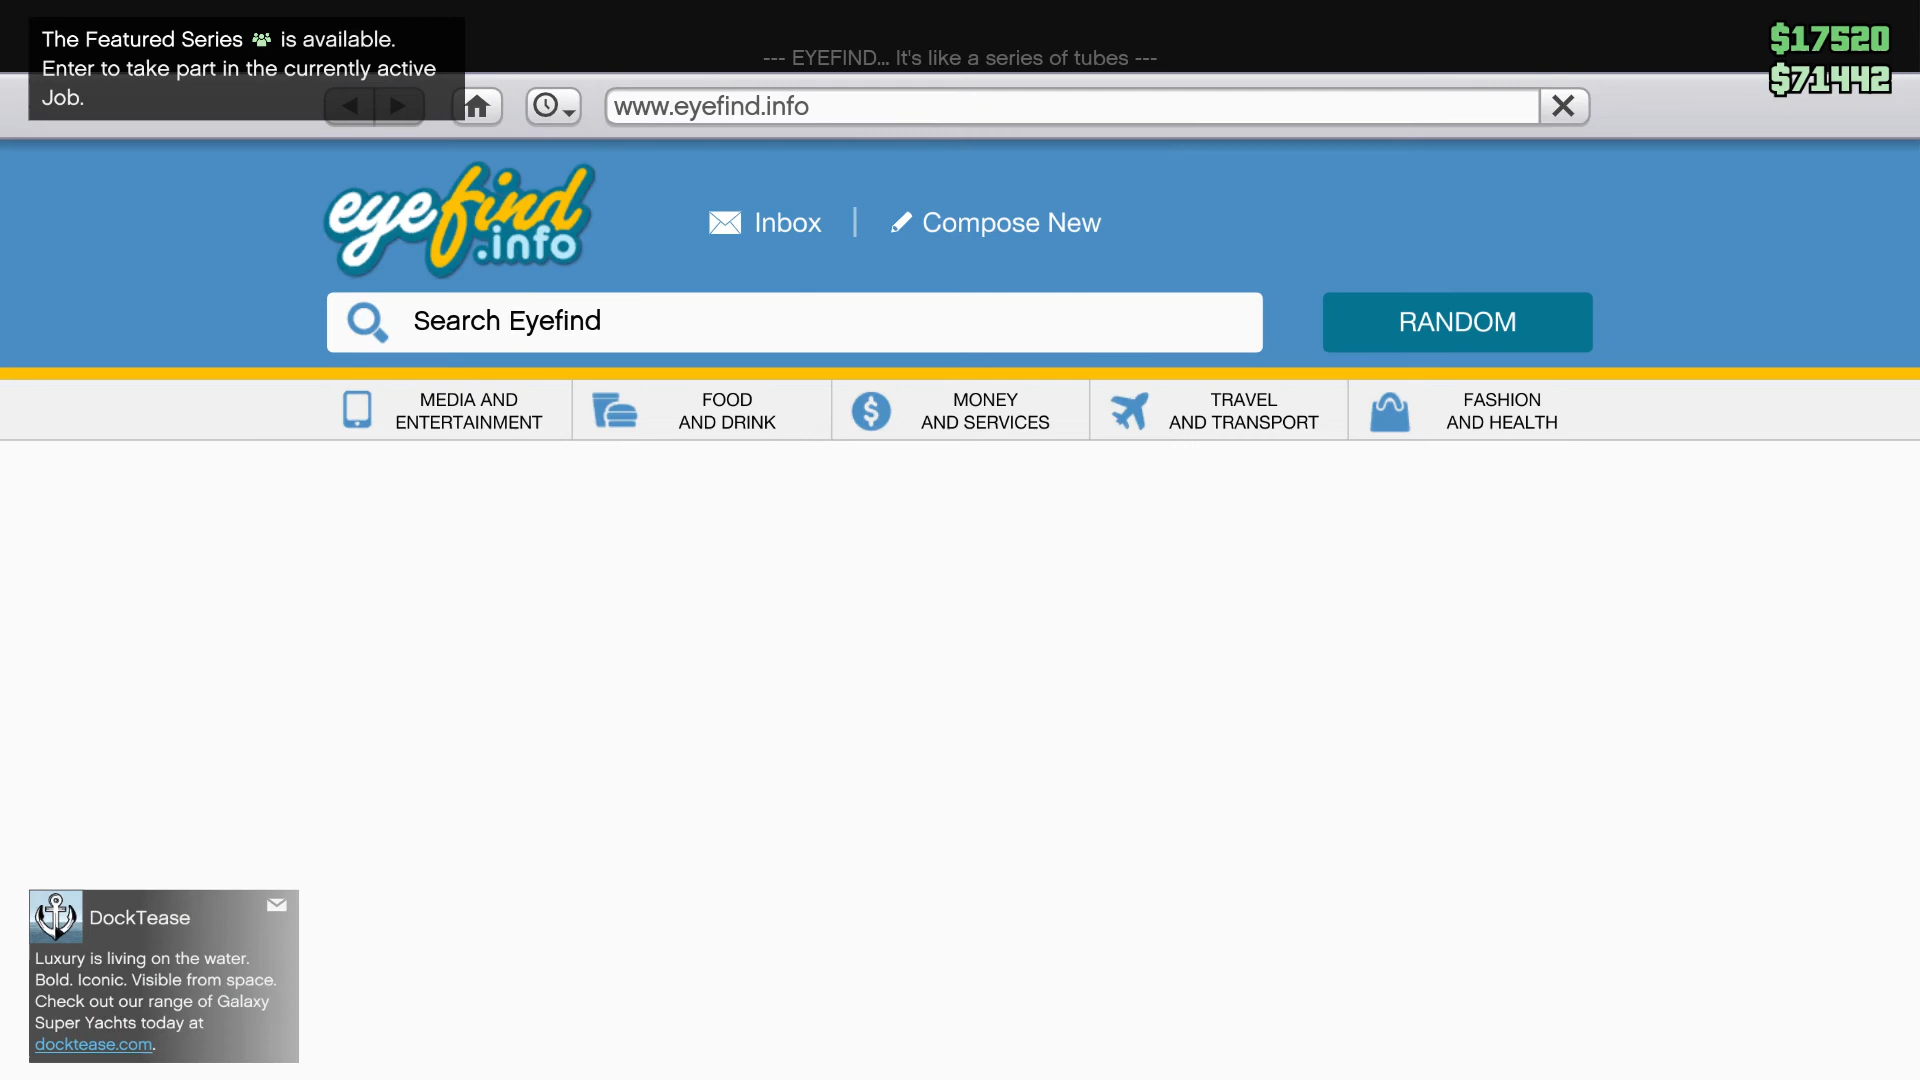 The Featured Series is available.
Enter to take part in the currently active
Job.
--- EYEFIND... It's like a series of tubes ---
$17520
$71442
www.eyefind.info
eyefind
.info
Inbox
Compose New
Search Eyefind
RANDOM
MEDIA AND
ENTERTAINMENT
FOOD
AND DRINK
MONEY
AND SERVICES
TRAVEL
AND TRANSPORT
FASHION
AND HEALTH
DockTease
Luxury is living on the water.
Bold. Iconic. Visible from space.
Check out our range of Galaxy
Super Yachts today at
docktease.com.